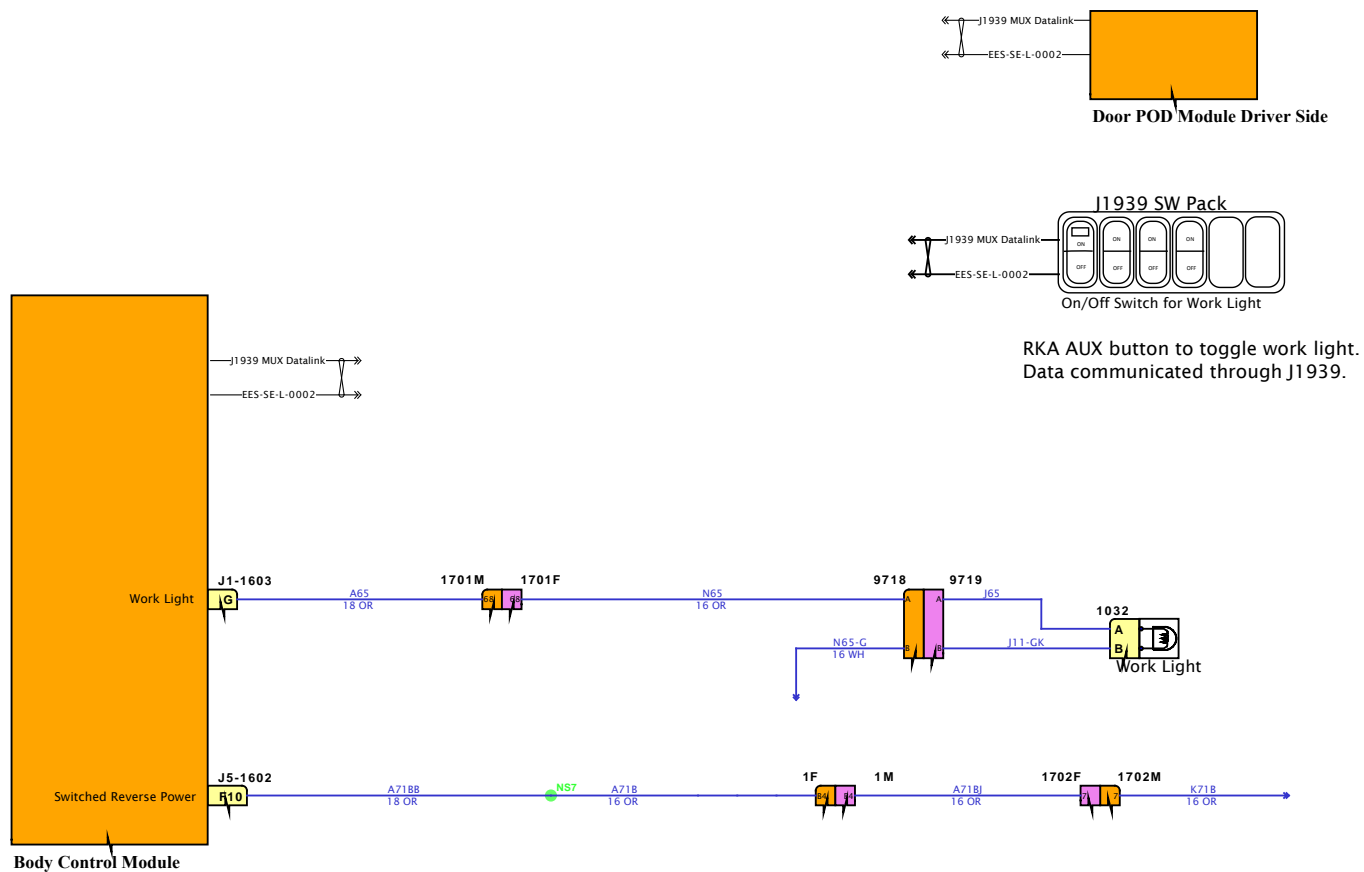 J1939 MUX Datalink
EES-SE-L-0002
Door POD Module Driver Side
J1939 SW Pack
J1939 MUX Datalink
EES-SE-L-0002
ON ON ON ON
OFF OFF OFF OFF
On/Off Switch for Work Light
RKA AUX button to toggle work light.
Data communicated through J1939.
J1939 MUX Datalink
EES-SE-L-0002
J1-1603
Work Light
G
A65
18 OR
1701M 1701F
68 68
N65
16 OR
9718 9719
A A
J65
N65-G
16 WH
B B
J11-GK
1032
A
B
Work Light
J5-1602
Switched Reverse Power
F10
A71BB
18 OR
NS7
A71B
16 OR
1F 1M
84 84
A71BJ
16 OR
1702F 1702M
7 7
K71B
16 OR
Body Control Module